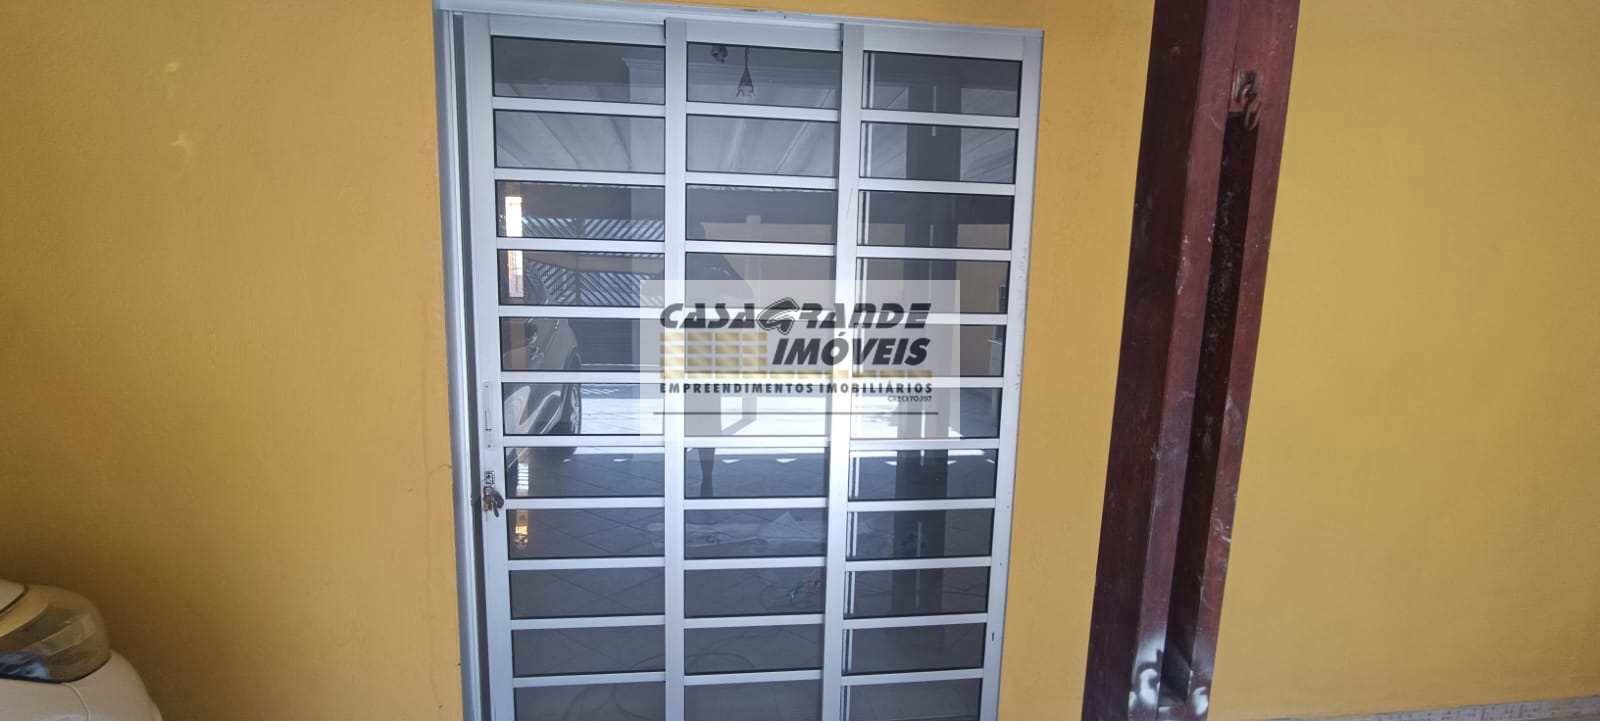 CASAGRANDE
IMÓVEIS
EMPREENDIMENTOS IMOBILIÁRIOS